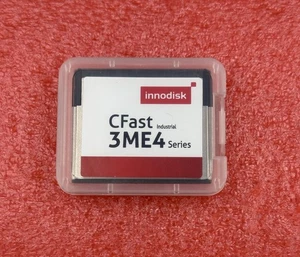 innodisk
CFast Industrial
3ME4 Series